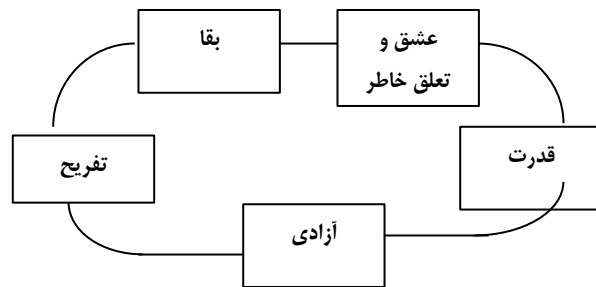 عشق و
تعلق خاطر
بقا
قدرت
تفریح
آزادی